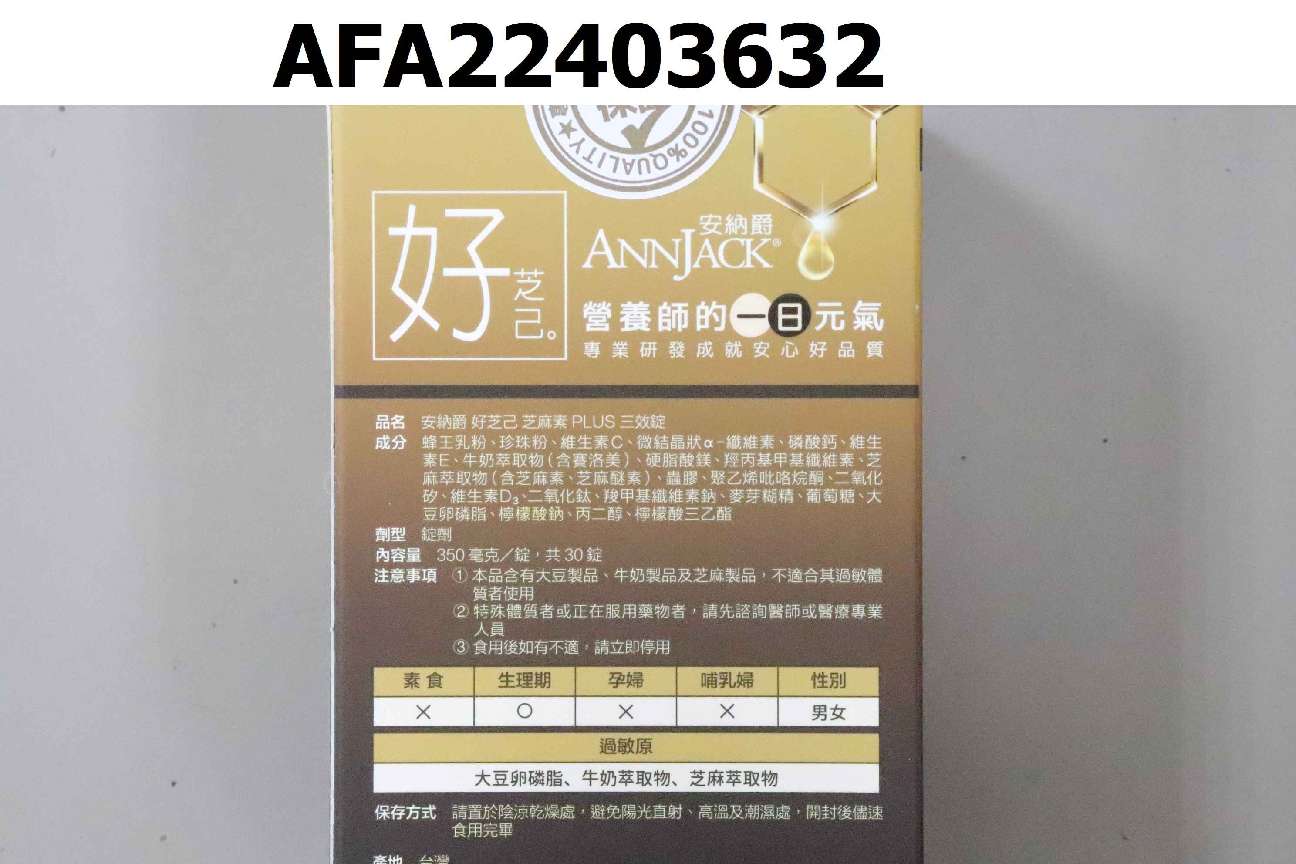 AFA22403632
100%QUALITY★
好芝己。
安納爵
ANNJACK®
營養師的一日元氣
專業研發成就安心好品質
品名 安納爵 好芝己 芝麻素 PLUS 三效錠
成分 蜂王乳粉、珍珠粉、維生素C、微結晶狀α-纖維素、磷酸鈣、維生
素E、牛奶萃取物(含賽洛美)、硬脂酸鎂、羥丙基甲基纖維素、芝
麻萃取物(含芝麻素、芝麻醚素)、蟲膠、聚乙烯吡咯烷酮、二氧化
矽、維生素D₃、二氧化鈦、羧甲基纖維素鈉、麥芽糊精、葡萄糖、大
豆卵磷脂、檸檬酸鈉、丙二醇、檸檬酸三乙酯
劑型 錠劑
內容量 350毫克/錠,共30錠
注意事項 ①本品含有大豆製品、牛奶製品及芝麻製品,不適合其過敏體
質者使用
②特殊體質者或正在服用藥物者,請先諮詢醫師或醫療專業
人員
③食用後如有不適,請立即停用
素食 生理期 孕婦 哺乳婦 性別
× ○ × × 男女
過敏原
大豆卵磷脂、牛奶萃取物、芝麻萃取物
保存方式 請置於陰涼乾燥處,避免陽光直射、高溫及潮濕處,開封後儘速
食用完畢
產地 台灣